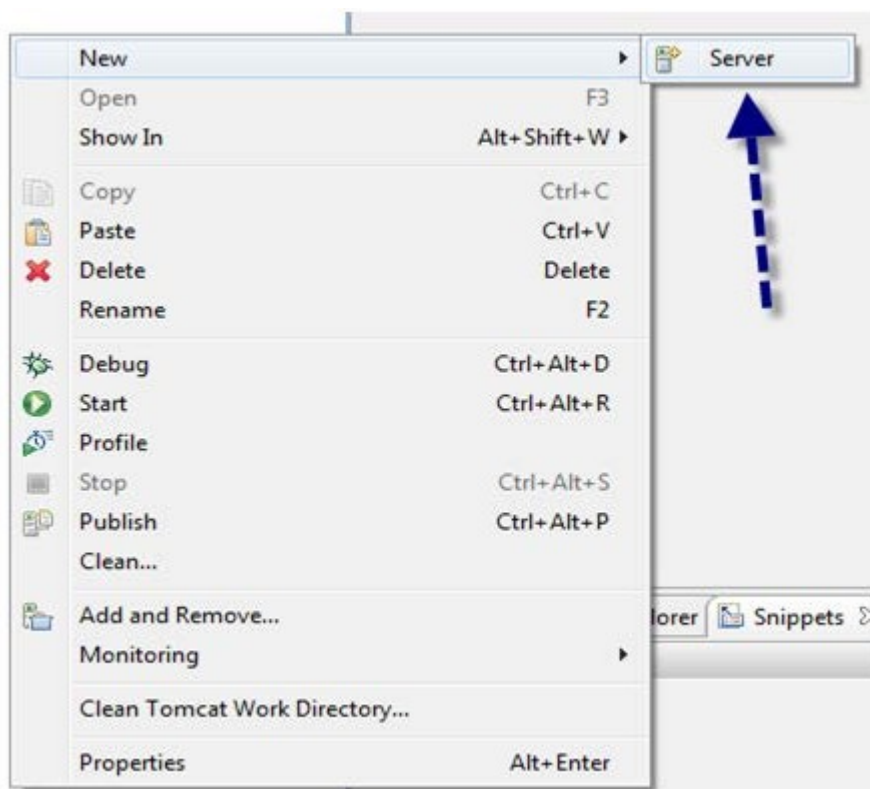 New
Server
Open F3
Show In Alt+Shift+W
Copy Ctrl+C
Paste Ctrl+V
Delete Delete
Rename F2
Debug Ctrl+Alt+D
Start Ctrl+Alt+R
Profile
Stop Ctrl+Alt+S
Publish Ctrl+Alt+P
Clean...
Add and Remove...
lorer
Snippets
Monitoring
Clean Tomcat Work Directory...
Properties Alt+Enter